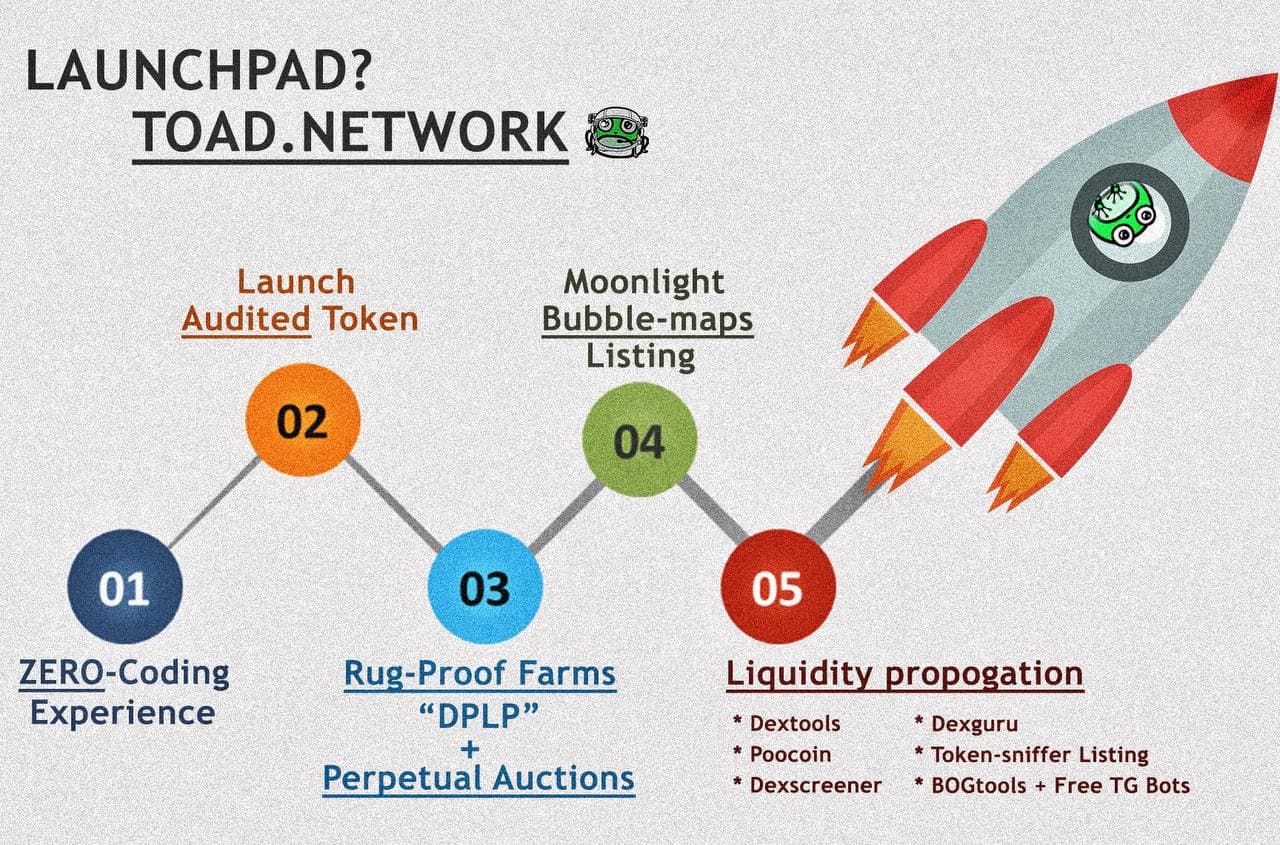 LAUNCHPAD?
TOAD.NETWORK
Launch
Audited Token
Moonlight
Bubble-maps
Listing
02
04
01
03
05
ZERO-Coding
Experience
Rug-Proof Farms
“DPLP”
+
Perpetual Auctions
Liquidity propogation
* Dextools
* Poocoin
* Dexscreener
* Dexguru
* Token-sniffer Listing
* BOGtools + Free TG Bots